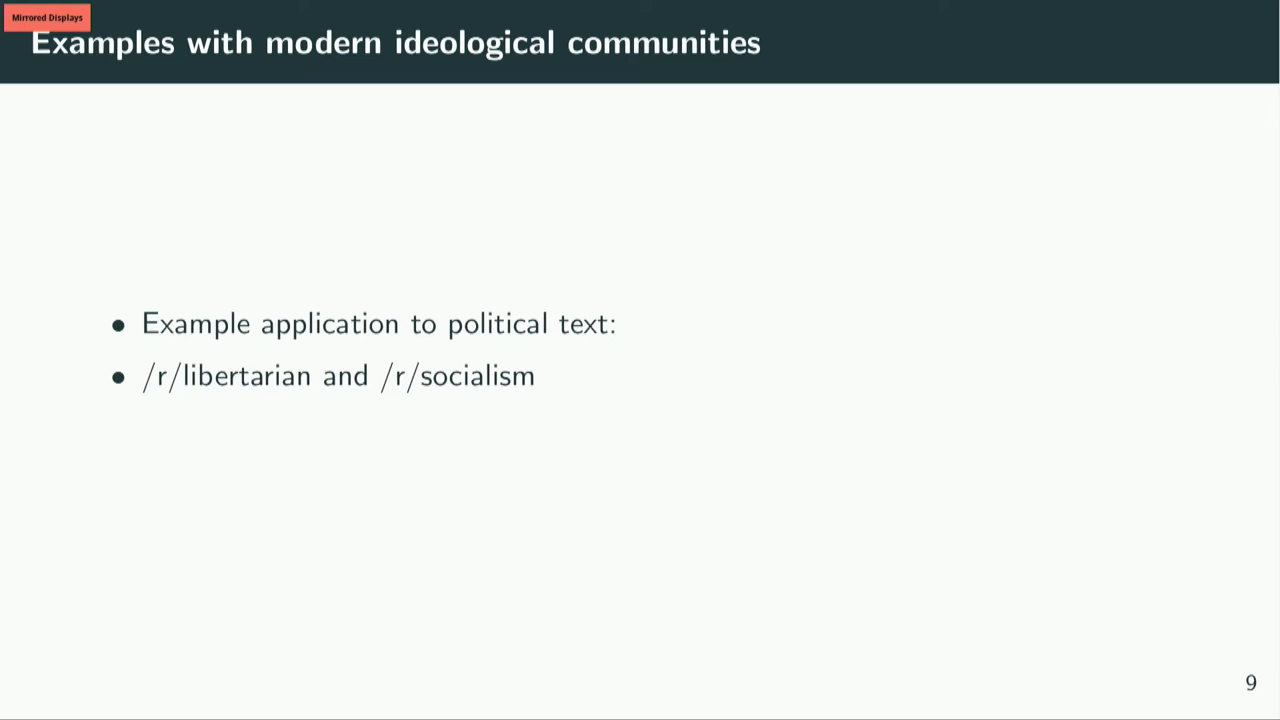 Mirrored Displays
Examples with modern ideological communities
• Example application to political text:
• /r/libertarian and /r/socialism
9